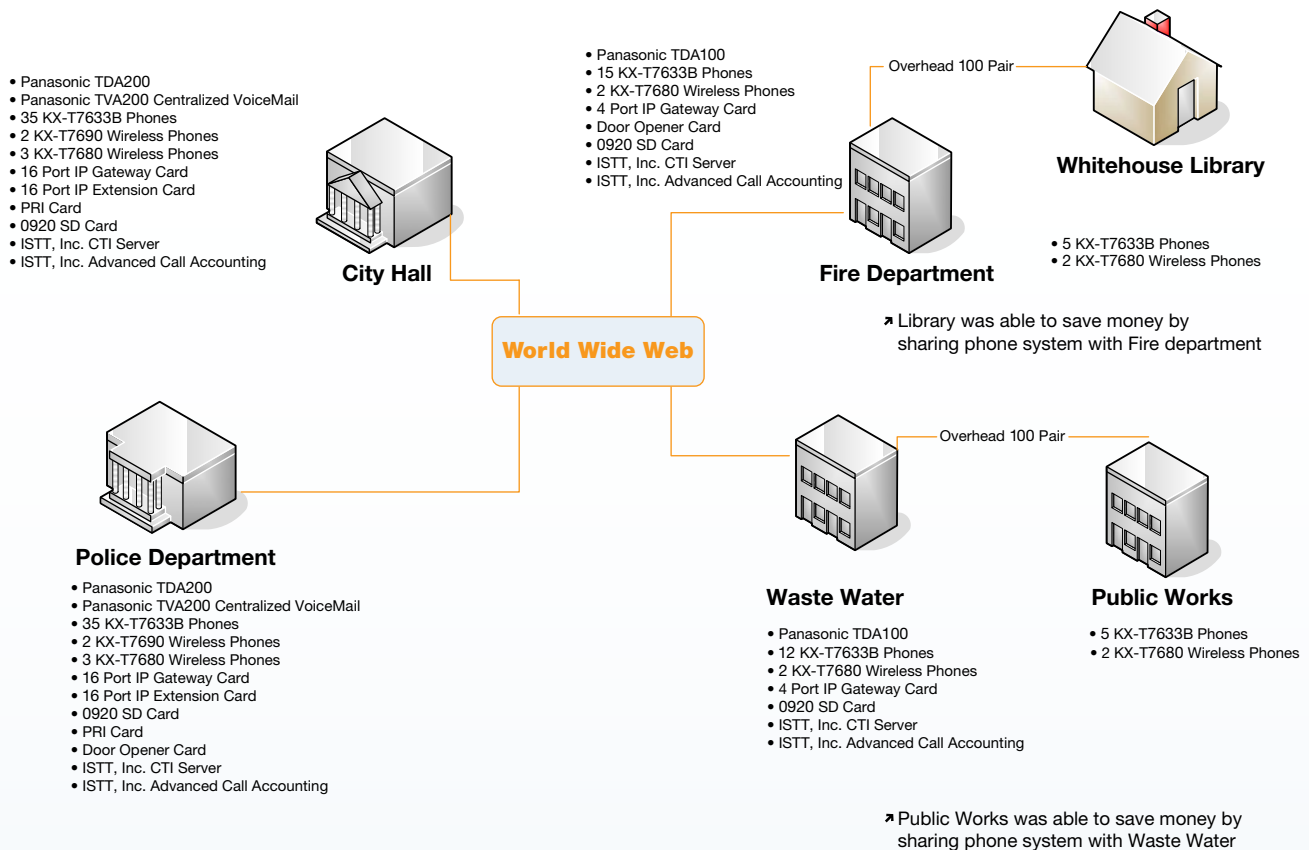 • Panasonic TDA200
• Panasonic TVA200 Centralized VoiceMail
• 35 KX-T7633B Phones
• 2 KX-T7690 Wireless Phones
• 3 KX-T7680 Wireless Phones
• 16 Port IP Gateway Card
• 16 Port IP Extension Card
• PRI Card
• 0920 SD Card
• ISTT, Inc. CTI Server
• ISTT, Inc. Advanced Call Accounting
City Hall
• Panasonic TDA100
• 15 KX-T7633B Phones
• 2 KX-T7680 Wireless Phones
• 4 Port IP Gateway Card
• Door Opener Card
• 0920 SD Card
• ISTT, Inc. CTI Server
• ISTT, Inc. Advanced Call Accounting
Fire Department
Overhead 100 Pair
Whitehouse Library
• 5 KX-T7633B Phones
• 2 KX-T7680 Wireless Phones
↗ Library was able to save money by
sharing phone system with Fire department
World Wide Web
Police Department
• Panasonic TDA200
• Panasonic TVA200 Centralized VoiceMail
• 35 KX-T7633B Phones
• 2 KX-T7690 Wireless Phones
• 3 KX-T7680 Wireless Phones
• 16 Port IP Gateway Card
• 16 Port IP Extension Card
• 0920 SD Card
• PRI Card
• Door Opener Card
• ISTT, Inc. CTI Server
• ISTT, Inc. Advanced Call Accounting
Overhead 100 Pair
Waste Water
• Panasonic TDA100
• 12 KX-T7633B Phones
• 2 KX-T7680 Wireless Phones
• 4 Port IP Gateway Card
• 0920 SD Card
• ISTT, Inc. CTI Server
• ISTT, Inc. Advanced Call Accounting
Public Works
• 5 KX-T7633B Phones
• 2 KX-T7680 Wireless Phones
↗ Public Works was able to save money by
sharing phone system with Waste Water